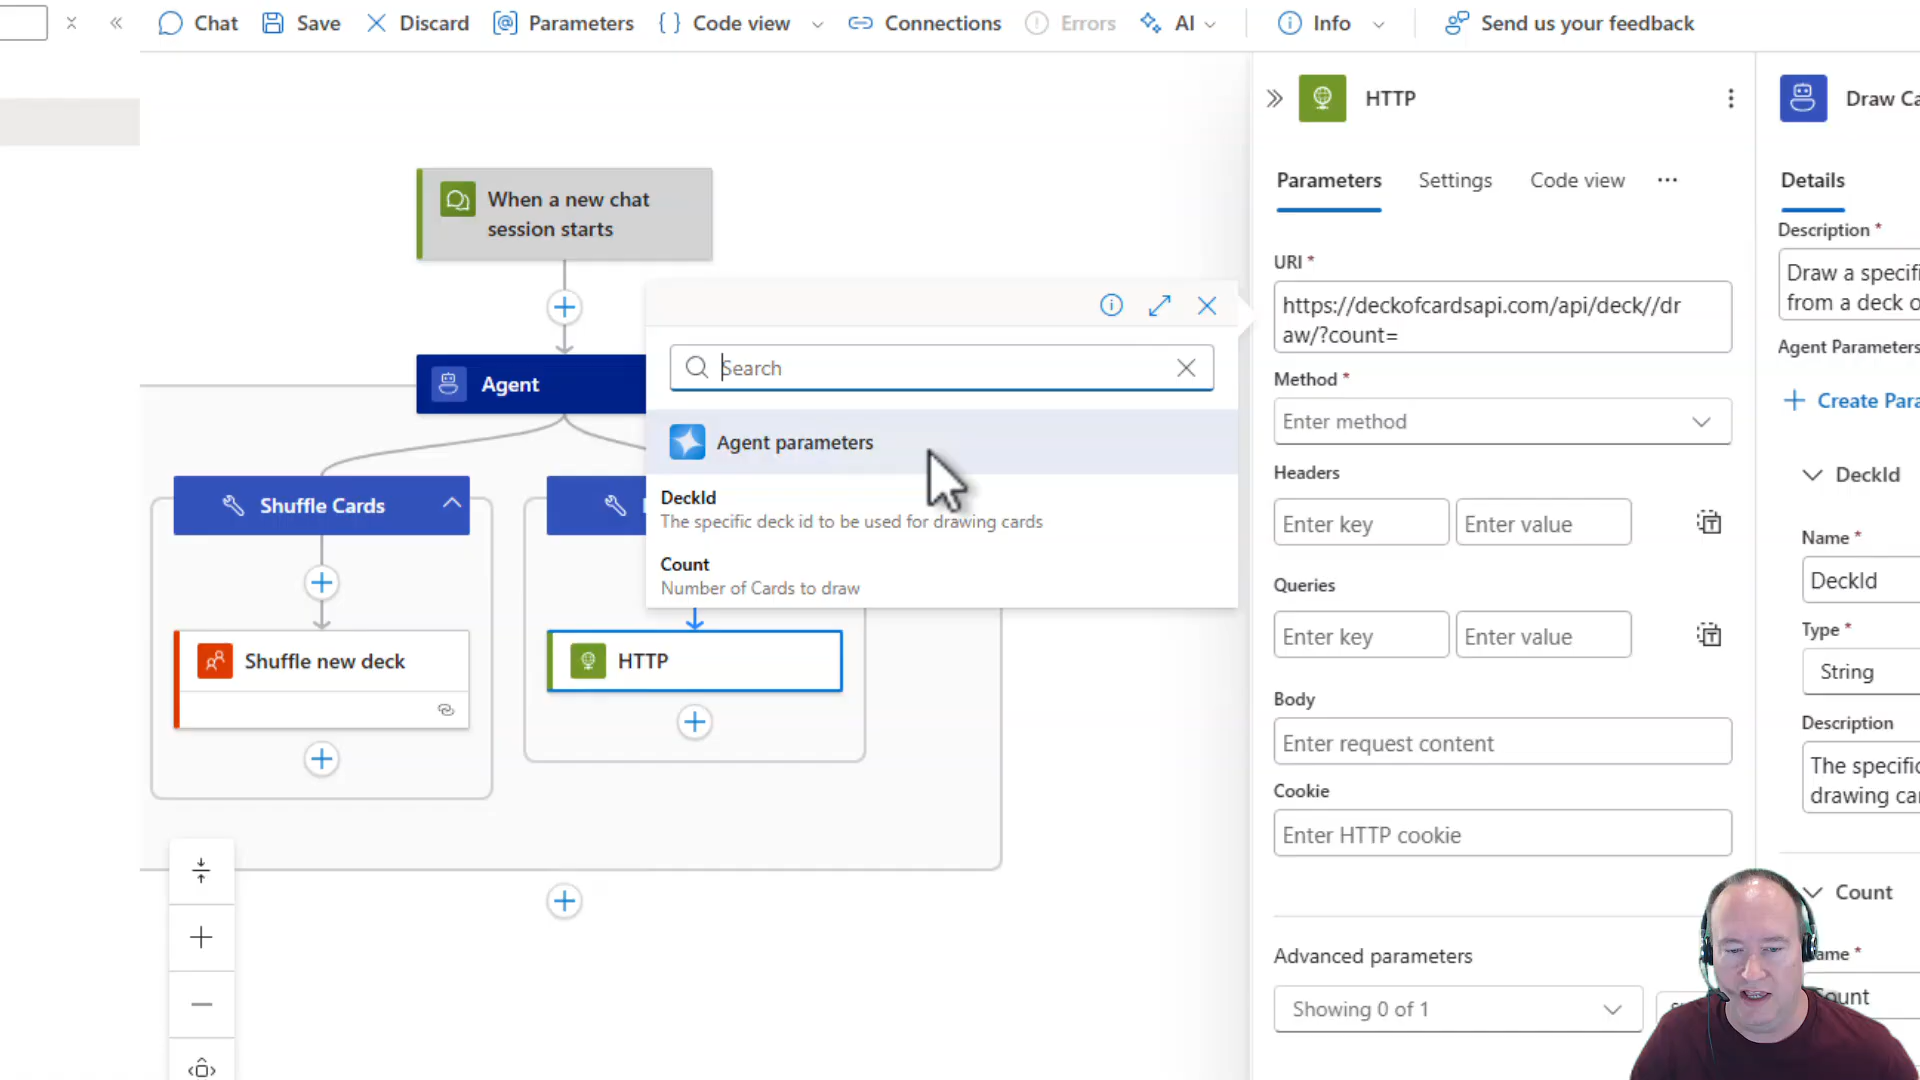 Chat
Save
Discard
Parameters
Code view
Connections
Errors
AI
Info
Send us your feedback
When a new chat
session starts
Agent
Shuffle Cards
Shuffle new deck
HTTP
Search
Agent parameters
DeckId
The specific deck id to be used for drawing cards
Count
Number of Cards to draw
HTTP
Parameters
Settings
Code view
URI *
https://deckofcardsapi.com/api/deck//dr
aw/?count=
Method *
Enter method
Headers
Enter key
Enter value
Queries
Enter key
Enter value
Body
Enter request content
Cookie
Enter HTTP cookie
Advanced parameters
Showing 0 of 1
Draw Ca
Details
Description *
Draw a specifi
from a deck o
Agent Parameters
Create Para
DeckId
Name *
DeckId
Type *
String
Description
The specific
drawing car
Count
ame *
ount